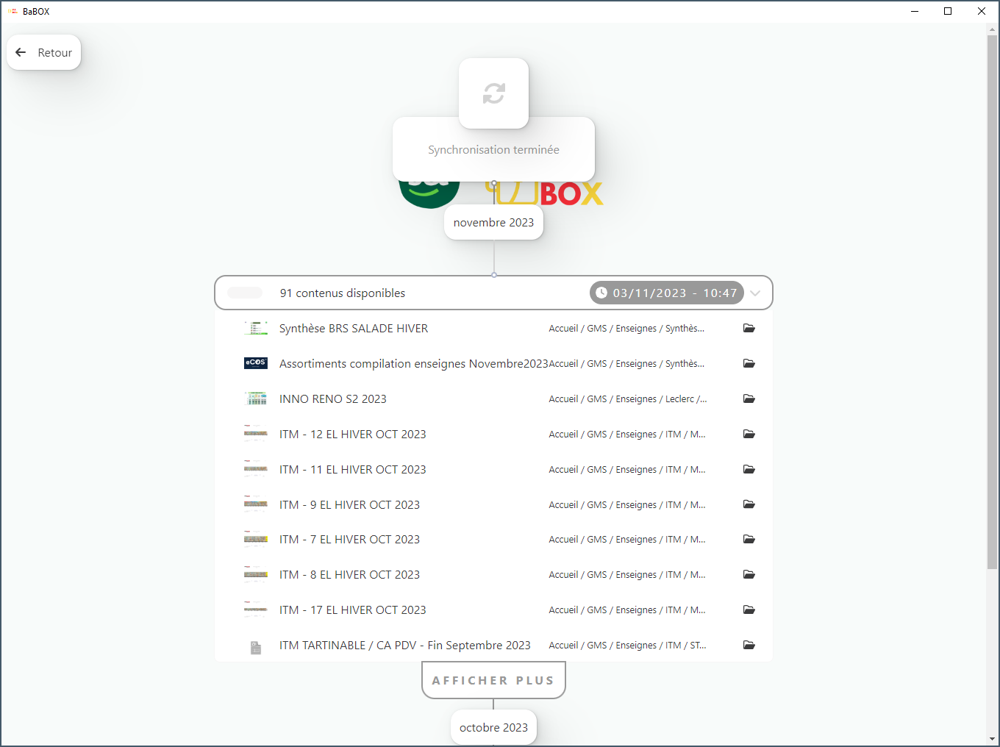 BaBOX
Retour
Synchronisation terminée
BOX
novembre 2023
91 contenus disponibles
03/11/2023 - 10:47
Synthèse BRS SALADE HIVER
Accueil / GMS / Enseignes / Synthès...
eCOS
Assortiments compilation enseignes Novembre2023
Accueil / GMS / Enseignes / Synthès...
INNO RENO S2 2023
Accueil / GMS / Enseignes / Leclerc /...
ITM - 12 EL HIVER OCT 2023
Accueil / GMS / Enseignes / ITM / M...
ITM - 11 EL HIVER OCT 2023
Accueil / GMS / Enseignes / ITM / M...
ITM - 9 EL HIVER OCT 2023
Accueil / GMS / Enseignes / ITM / M...
ITM - 7 EL HIVER OCT 2023
Accueil / GMS / Enseignes / ITM / M...
ITM - 8 EL HIVER OCT 2023
Accueil / GMS / Enseignes / ITM / M...
ITM - 17 EL HIVER OCT 2023
Accueil / GMS / Enseignes / ITM / M...
ITM TARTINABLE / CA PDV - Fin Septembre 2023
Accueil / GMS / Enseignes / ITM / ST...
AFFICHER PLUS
octobre 2023